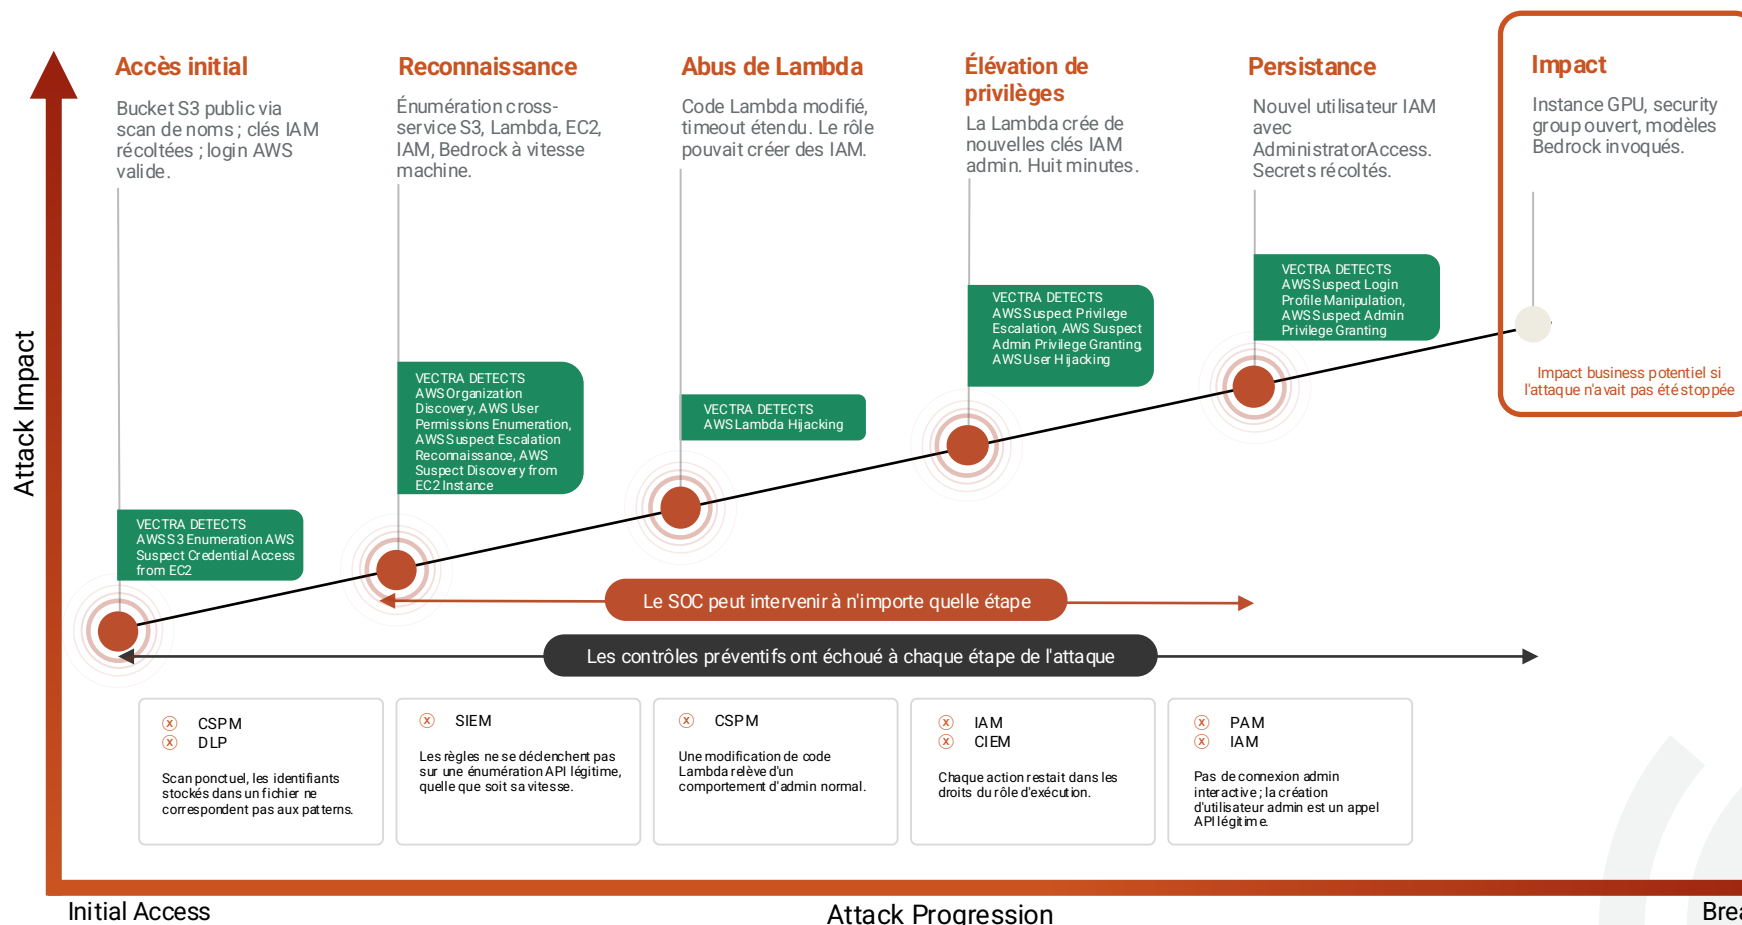 Accès initial
Bucket S3 public via
scan de noms ; clés IAM
récoltées ; login AWS
valide.
Reconnaissance
Énumération cross-
service S3, Lambda, EC2,
IAM, Bedrock à vitesse
machine.
Abus de Lambda
Code Lambda modifié,
timeout étendu. Le rôle
pouvait créer des IAM.
Élévation de
privilèges
La Lambda crée de
nouvelles clés IAM
admin. Huit minutes.
Persistance
Nouvel utilisateur IAM
avec
AdministratorAccess.
Secrets récoltés.
Impact
Instance GPU, security
group ouvert, modèles
Bedrock invoqués.
Attack Impact
VECTRA DETECTS
AWS S3 Enumeration AWS
Suspect Credential Access
from EC2
VECTRA DETECTS
AWS Organization
Discovery, AWS User
Permissions Enumeration,
AWS Suspect Escalation
Reconnaissance, AWS
Suspect Discovery from
EC2 Instance
VECTRA DETECTS
AWS Lambda Hijacking
VECTRA DETECTS
AWS Suspect Privilege
Escalation, AWS Suspect
Admin Privilege Granting,
AWS User Hijacking
VECTRA DETECTS
AWS Suspect Login
Profile Manipulation,
AWS Suspect Admin
Privilege Granting
Impact business potentiel si
l'attaque n'avait pas été stoppée
Le SOC peut intervenir à n'importe quelle étape
Les contrôles préventifs ont échoué à chaque étape de l'attaque
CSPM
DLP
Scan ponctuel, les identifiants
stockés dans un fichier ne
correspondent pas aux patterns.
SIEM
Les règles ne se déclenchent pas
sur une énumération API légitime,
quelle que soit sa vitesse.
CSPM
Une modification de code
Lambda relève d'un
comportement d'admin normal.
IAM
CIEM
Chaque action restait dans les
droits du rôle d'exécution.
PAM
IAM
Pas de connexion admin
interactive ; la création
d'utilisateur admin est un appel
API légitime.
Initial Access
Attack Progression